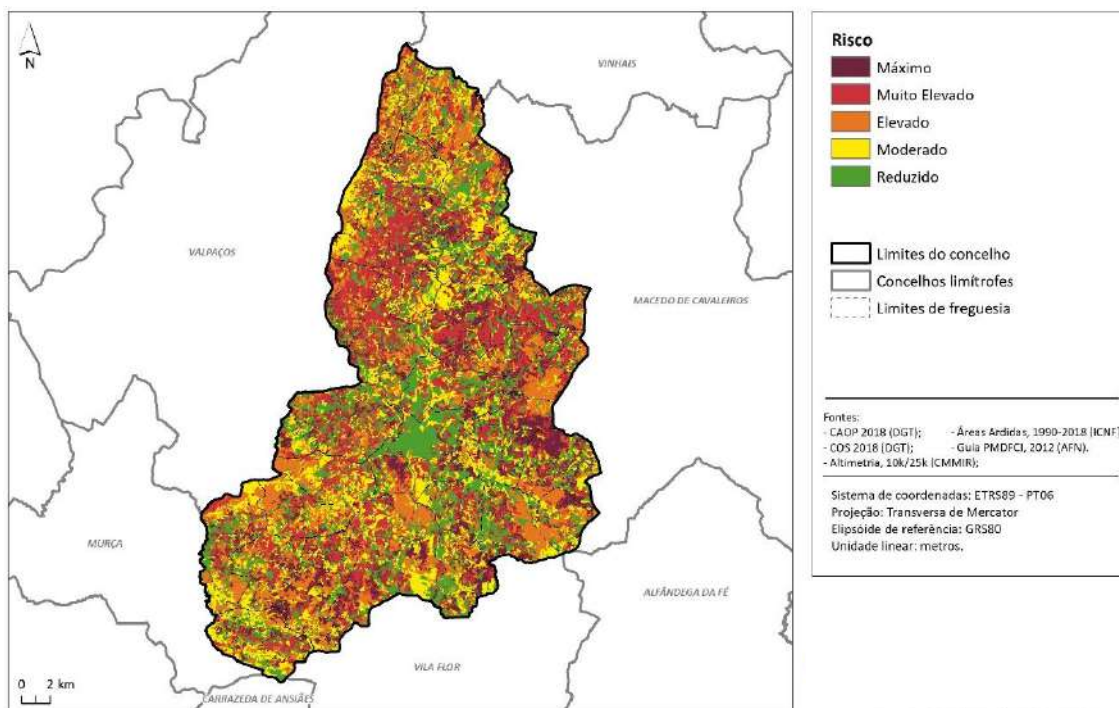 N
VINHAIS
VALPAÇOS
MACEDO DE CAVALEIROS
MURÇA
ALFÂNDEGA DA FÉ
VILA FLOR
CARRAZEDA DE ANSIÃES
0 2 km
Risco
Máximo
Muito Elevado
Elevado
Moderado
Reduzido
Limites do concelho
Concelhos limítrofes
Limites de freguesia
Fontes:
- CAOP 2018 (DGT); - Áreas Ardidas, 1990-2018 (ICNF)
- COS 2018 (DGT); - Guia PMDFCI, 2012 (AFN).
- Altimetria, 10k/25k (CMMIR);
Sistema de coordenadas: ETRS89 - PT06
Projeção: Transversa de Mercator
Elipsóide de referência: GRS80
Unidade linear: metros.